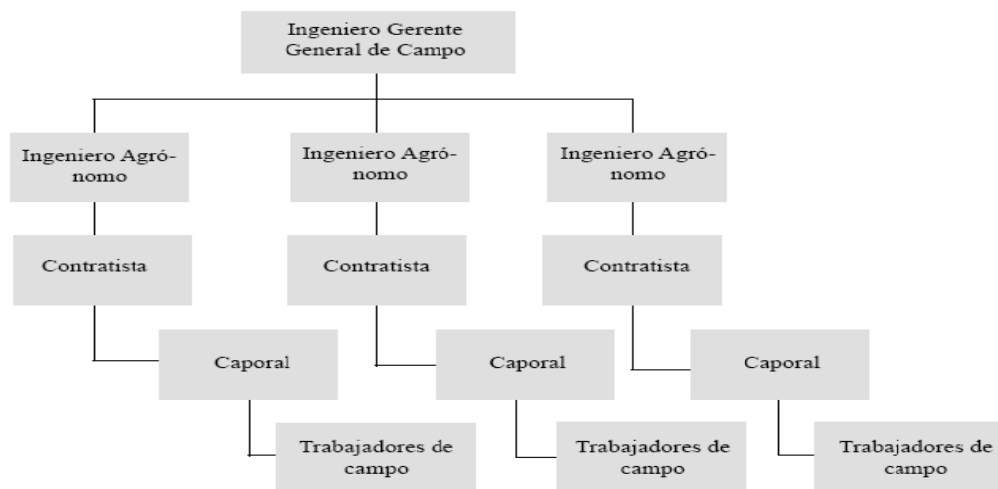 Ingeniero Gerente
General de Campo
Ingeniero Agró-
nomo
Ingeniero Agró-
nomo
Ingeniero Agró-
nomo
Contratista
Contratista
Contratista
Caporal
Caporal
Caporal
Trabajadores de
campo
Trabajadores de
campo
Trabajadores de
campo